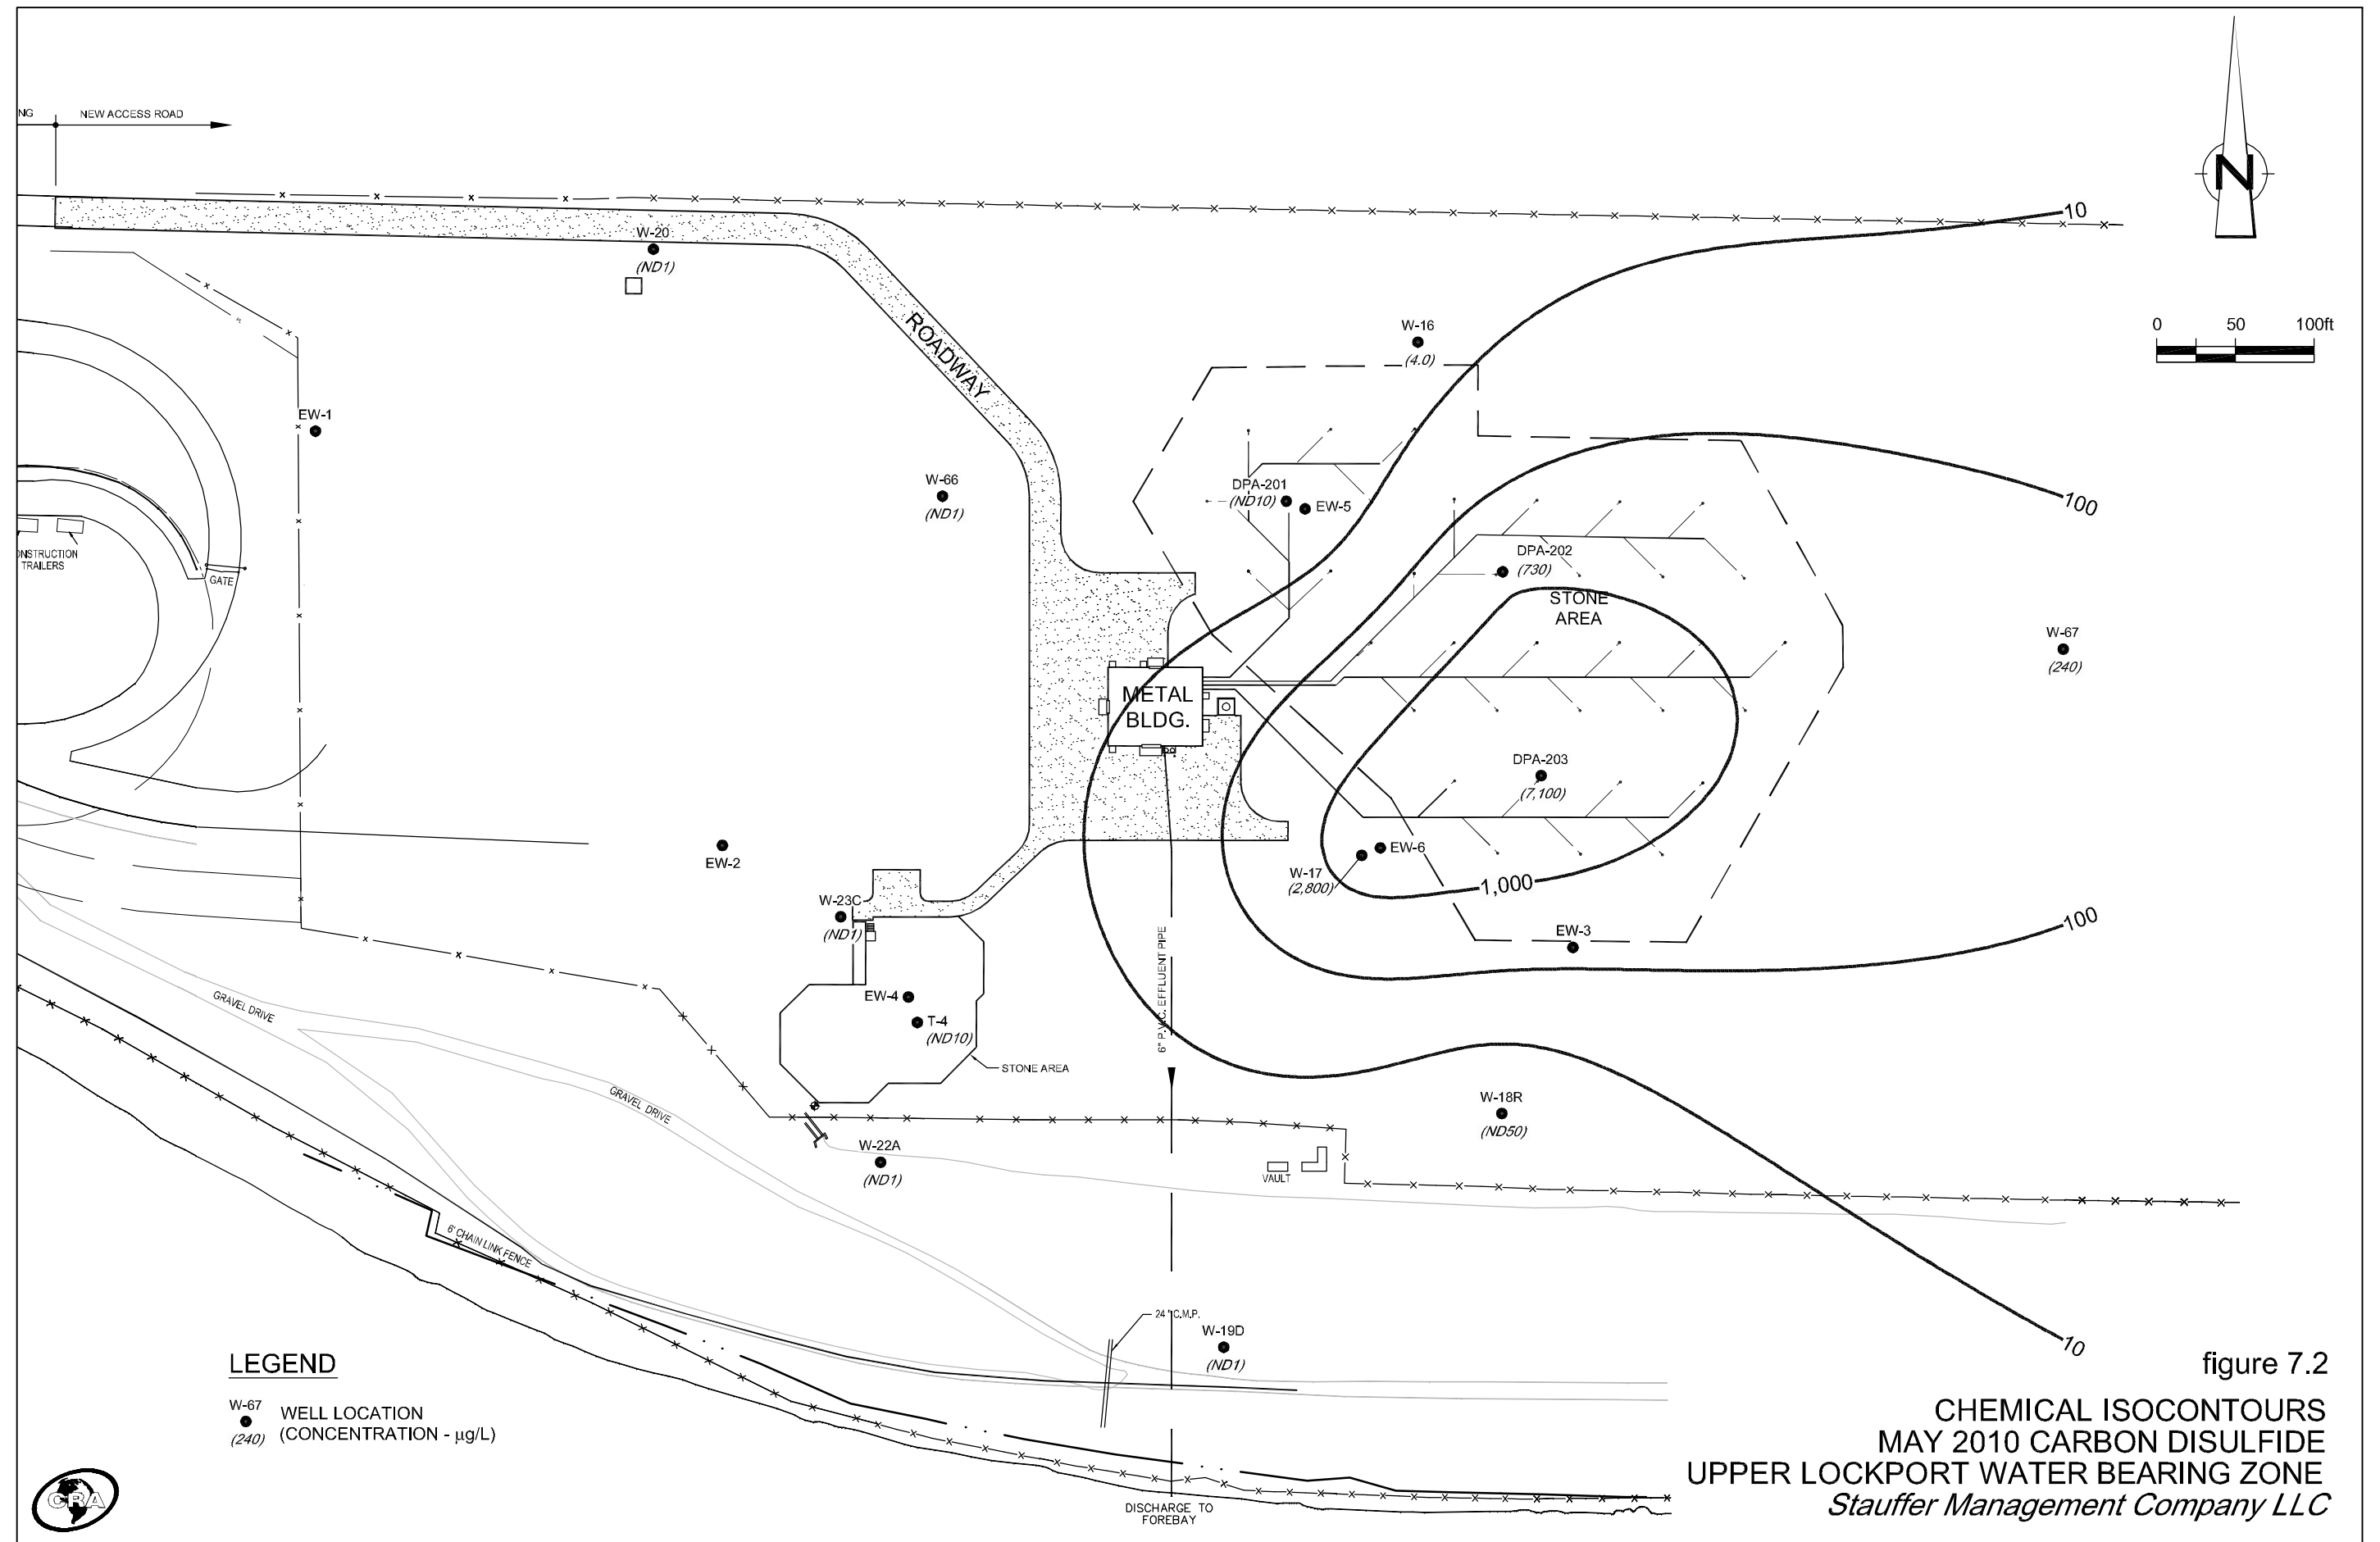 NG
NEW ACCESS ROAD
10
N
W-20
(ND1)
0 50 100ft
W-16
(4.0)
ROADWAY
EW-1
W-66
(ND1)
DPA-201
(ND10)
EW-5
100
DPA-202
(730)
STONE
AREA
TRAILERS
GATE
W-67
(240)
METAL
BLDG.
DPA-203
(7,100)
EW-2
EW-6
W-17
(2,800)
1,000
W-23C
(ND1)
100
EW-3
6" P.V.C. EFFLUENT PIPE
GRAVEL DRIVE
EW-4
T-4
(ND10)
STONE AREA
GRAVEL DRIVE
W-18R
(ND50)
W-22A
(ND1)
VAULT
6' CHAIN LINK FENCE
24" C.M.P.
W-19D
(ND1)
10
LEGEND
W-67
(240)
WELL LOCATION
(CONCENTRATION - µg/L)
CRA
DISCHARGE TO
FOREBAY
figure 7.2
CHEMICAL ISOCONTOURS
MAY 2010 CARBON DISULFIDE
UPPER LOCKPORT WATER BEARING ZONE
Stauffer Management Company LLC